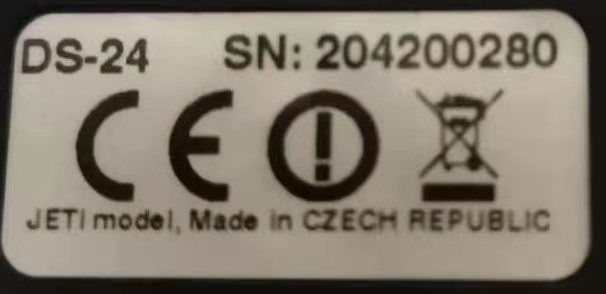 DS-24 SN: 204200280
CE
JETI model, Made in CZECH REPUBLIC